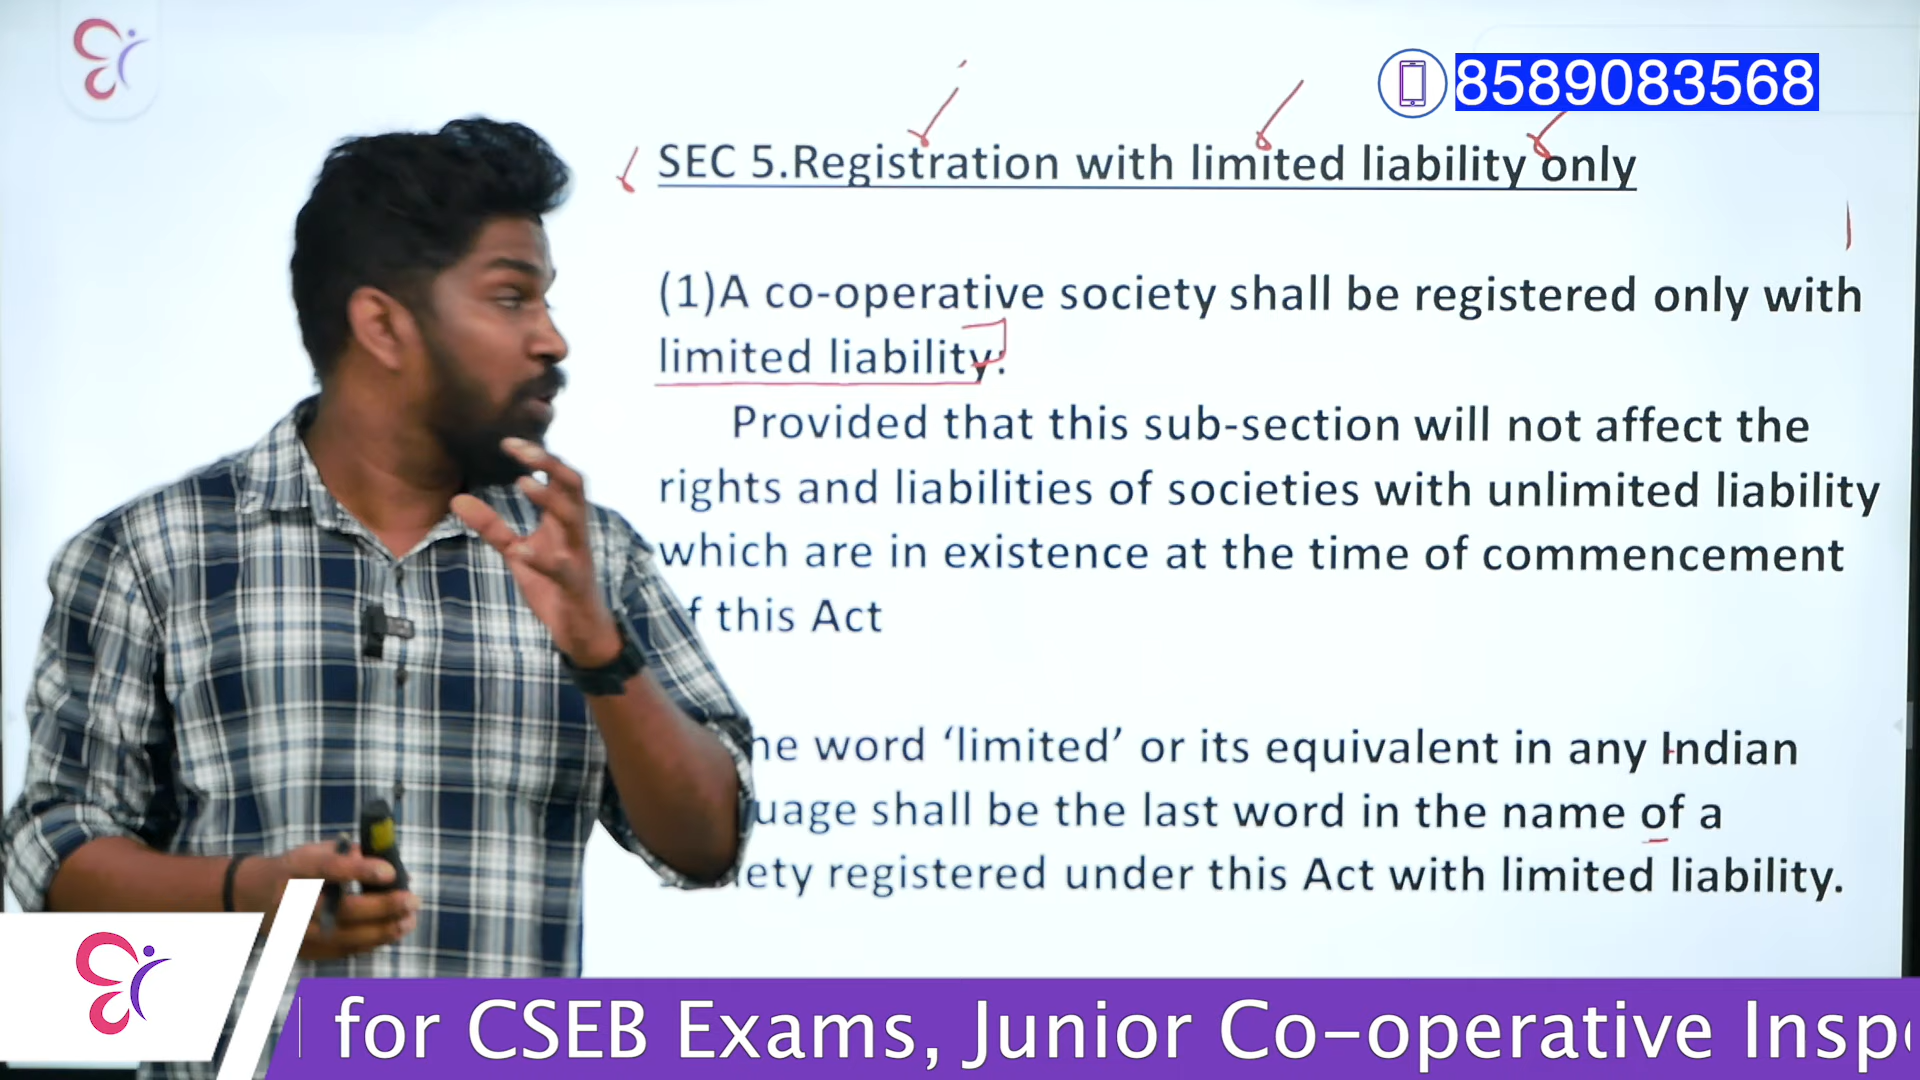 8589083568
SEC 5.Registration with limited liability only
(1)A co-operative society shall be registered only with
limited liability:
Provided that this sub-section will not affect the
rights and liabilities of societies with unlimited liability
which are in existence at the time of commencement
this Act
word ‘limited’ or its equivalent in any Indian
shall be the last word in the name of a
registered under this Act with limited liability.
for CSEB Exams, Junior Co-operative